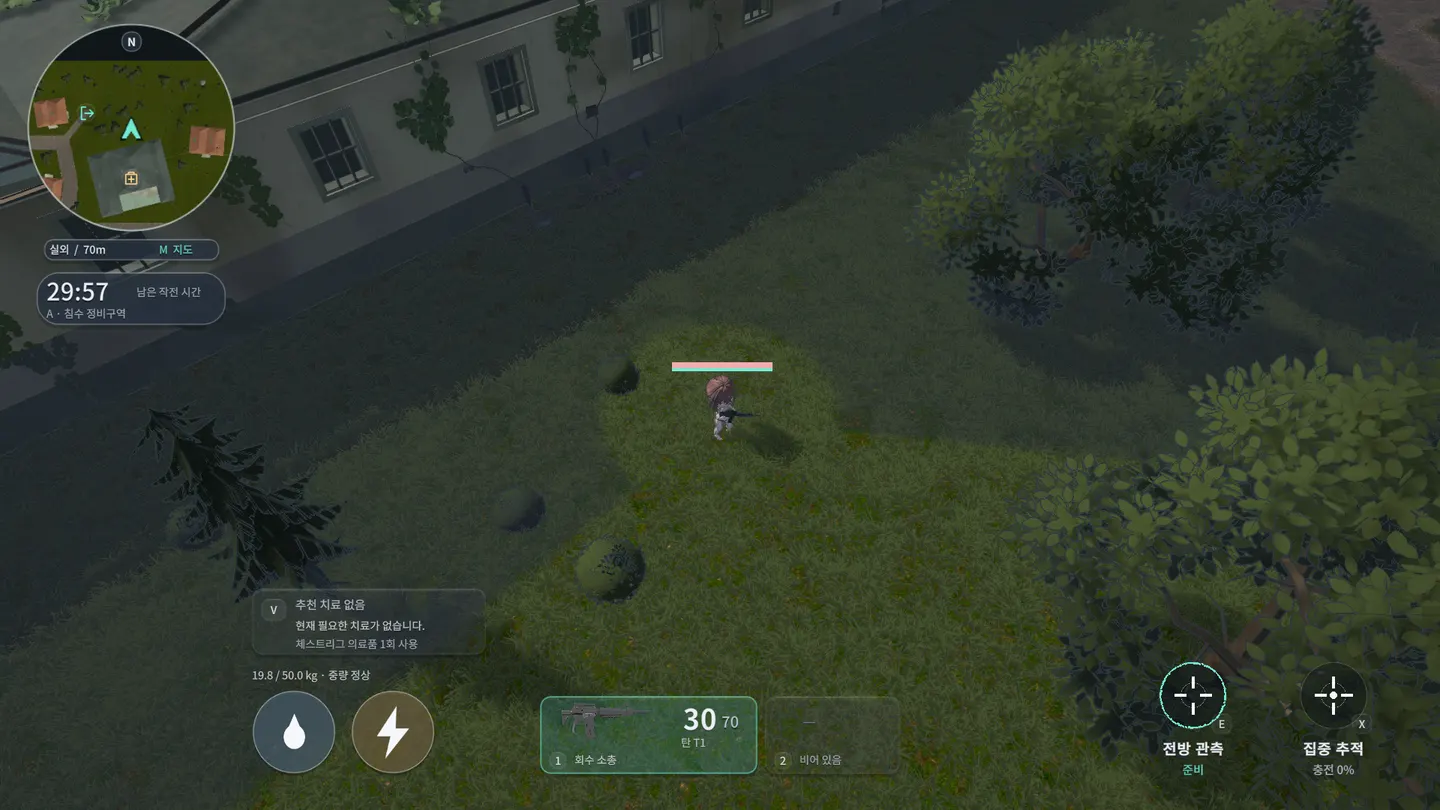 N
실외 / 70m
M 지도
29:57
남은 작전 시간
A · 침수 정비구역
V
추천 치료 없음
현재 필요한 치료가 없습니다.
체스트리그 의료품 1회 사용
19.8 / 50.0 kg · 중량 정상
30 70
탄 T1
1 회수 소총
—
2 비어 있음
E
전방 관측
준비
X
집중 추적
충전 0%